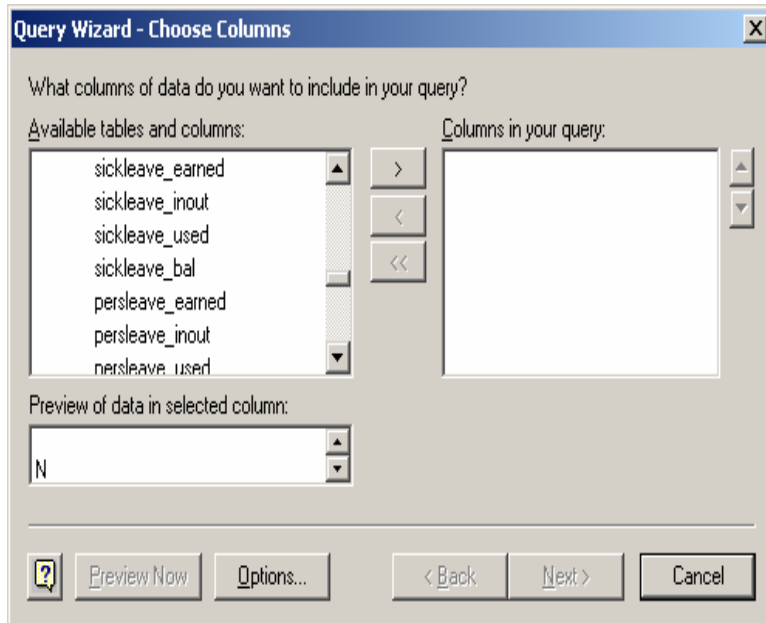 Query Wizard - Choose Columns
What columns of data do you want to include in your query?
Available tables and columns:
Columns in your query:
sickleave_earned
sickleave_inout
sickleave_used
sickleave_bal
persleave_earned
persleave_inout
persleave_used
>
<
<<
Preview of data in selected column:
N
?
Preview Now
Options...
< Back
Next >
Cancel